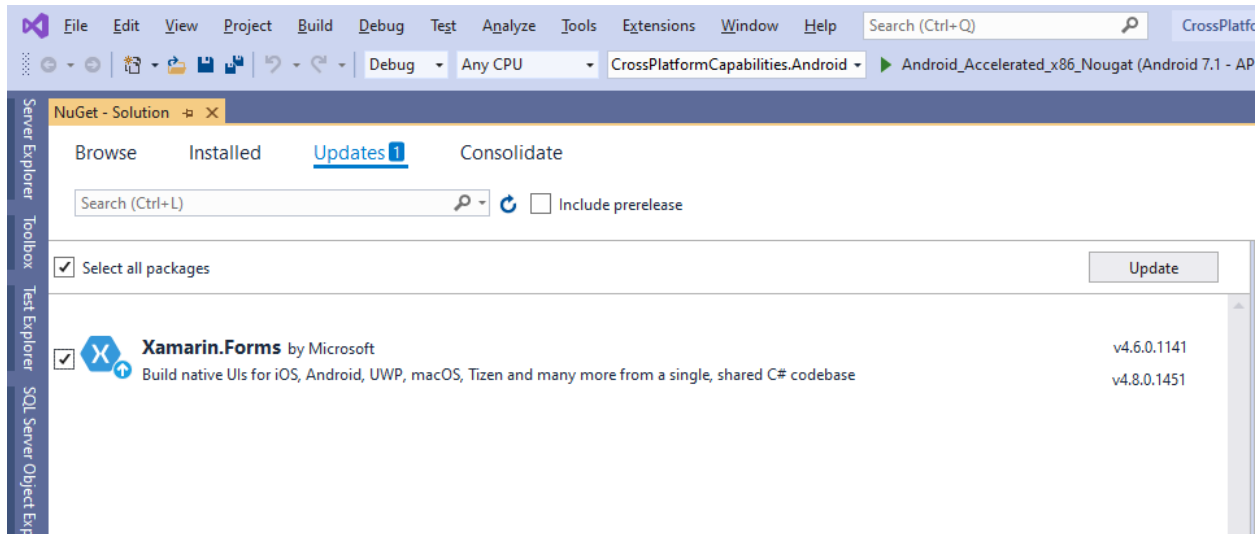 File Edit View Project Build Debug Test Analyze Tools Extensions Window Help Search (Ctrl+Q) CrossPlatfo
Debug Any CPU CrossPlatformCapabilities.Android Android_Accelerated_x86_Nougat (Android 7.1 - AP
Server Explorer
Toolbox
Test Explorer
SQL Server Object Exp
NuGet - Solution
Browse Installed Updates 1 Consolidate
Search (Ctrl+L) Include prerelease
Select all packages Update
Xamarin.Forms by Microsoft v4.6.0.1141
Build native UIs for iOS, Android, UWP, macOS, Tizen and many more from a single, shared C# codebase v4.8.0.1451